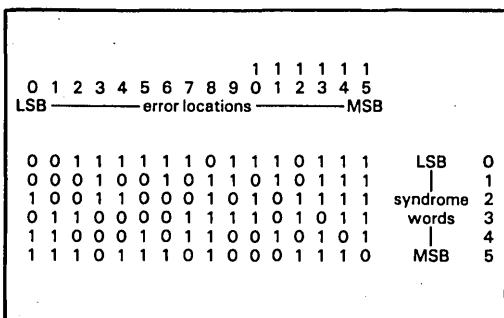 1 1 1 1 1 1
0 1 2 3 4 5 6 7 8 9 0 1 2 3 4 5
LSB error locations MSB
0 0 1 1 1 1 1 1 0 1 1 1 0 1 1 1 LSB 0
0 0 0 1 0 0 1 0 1 1 0 1 0 1 1 1 1
1 0 0 1 1 0 0 0 1 0 1 0 1 1 1 1 syndrome 2
0 1 1 0 0 0 0 1 1 1 1 0 1 0 1 1 words 3
1 1 0 0 0 1 0 1 1 0 0 1 0 1 0 1 4
1 1 1 0 1 1 1 0 1 0 0 0 1 1 1 0 MSB 5